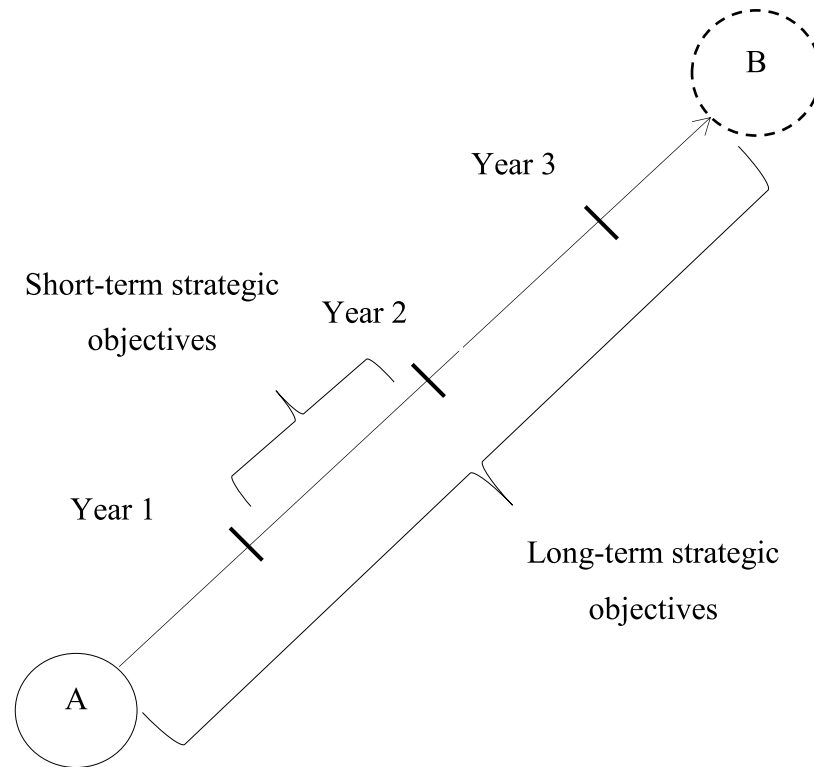 B
Year 3
Short-term strategic
objectives
Year 2
Year 1
Long-term strategic
objectives
A